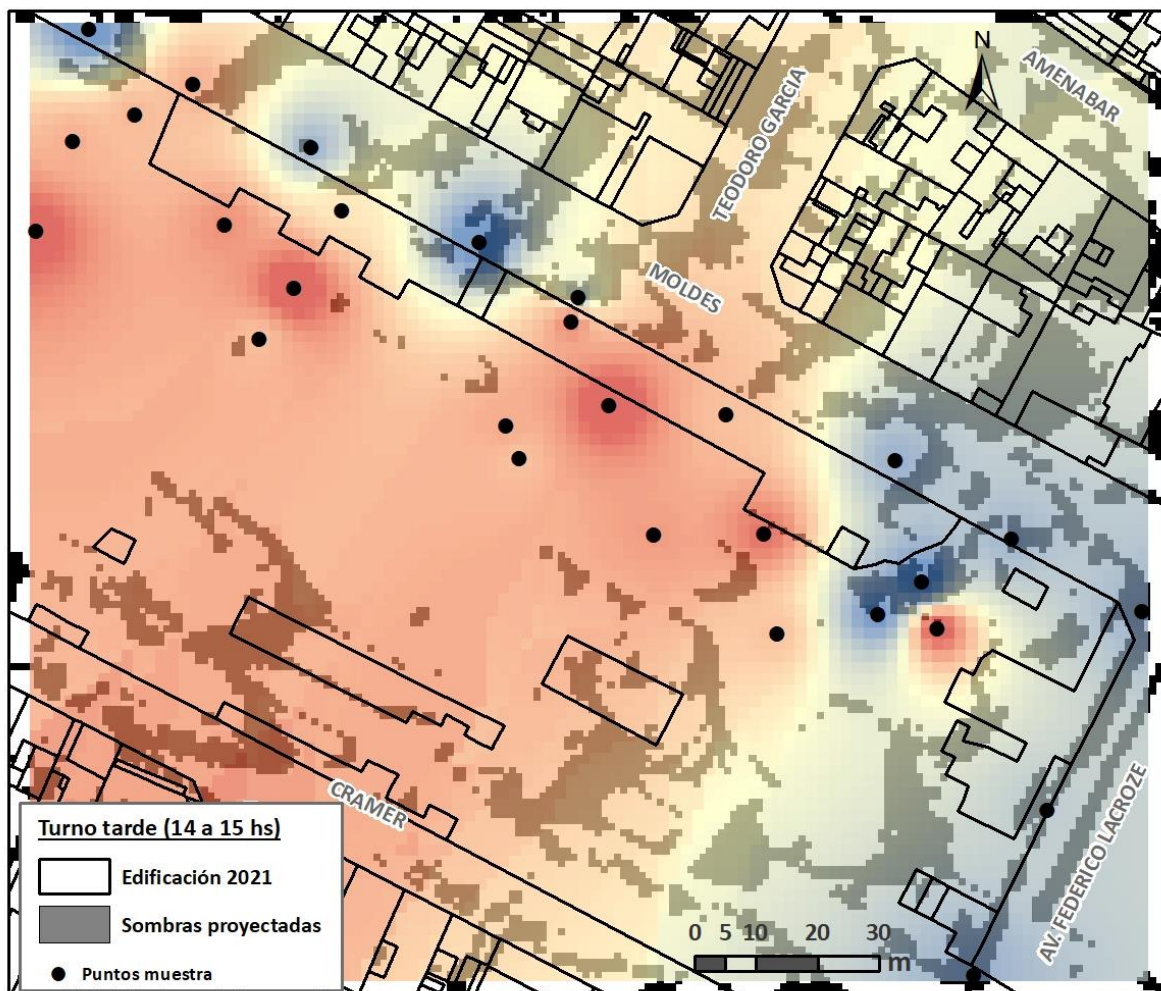 N
AMENABAR
TEODORO GARCIA
MOLDES
CRAMER
AV. FEDERICO LACROZE
Turno tarde (14 a 15 hs)
Edificación 2021
Sombras proyectadas
Puntos muestra
0 5 10 20 30
m